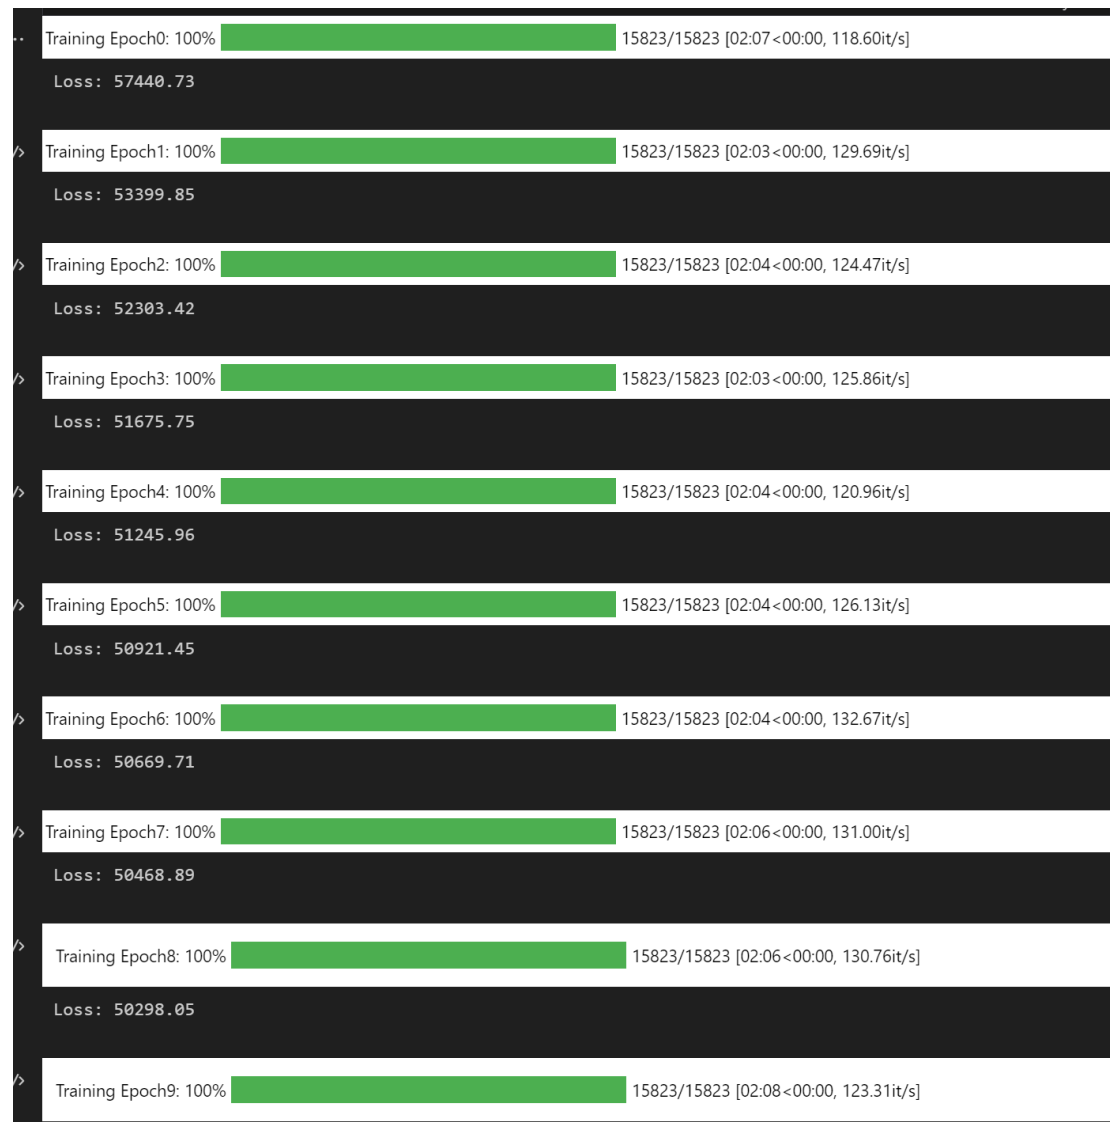 Training Epoch0: 100% 15823/15823 [02:07<00:00, 118.60it/s]
Loss: 57440.73
Training Epoch1: 100% 15823/15823 [02:03<00:00, 129.69it/s]
Loss: 53399.85
Training Epoch2: 100% 15823/15823 [02:04<00:00, 124.47it/s]
Loss: 52303.42
Training Epoch3: 100% 15823/15823 [02:03<00:00, 125.86it/s]
Loss: 51675.75
Training Epoch4: 100% 15823/15823 [02:04<00:00, 120.96it/s]
Loss: 51245.96
Training Epoch5: 100% 15823/15823 [02:04<00:00, 126.13it/s]
Loss: 50921.45
Training Epoch6: 100% 15823/15823 [02:04<00:00, 132.67it/s]
Loss: 50669.71
Training Epoch7: 100% 15823/15823 [02:06<00:00, 131.00it/s]
Loss: 50468.89
Training Epoch8: 100% 15823/15823 [02:06<00:00, 130.76it/s]
Loss: 50298.05
Training Epoch9: 100% 15823/15823 [02:08<00:00, 123.31it/s]